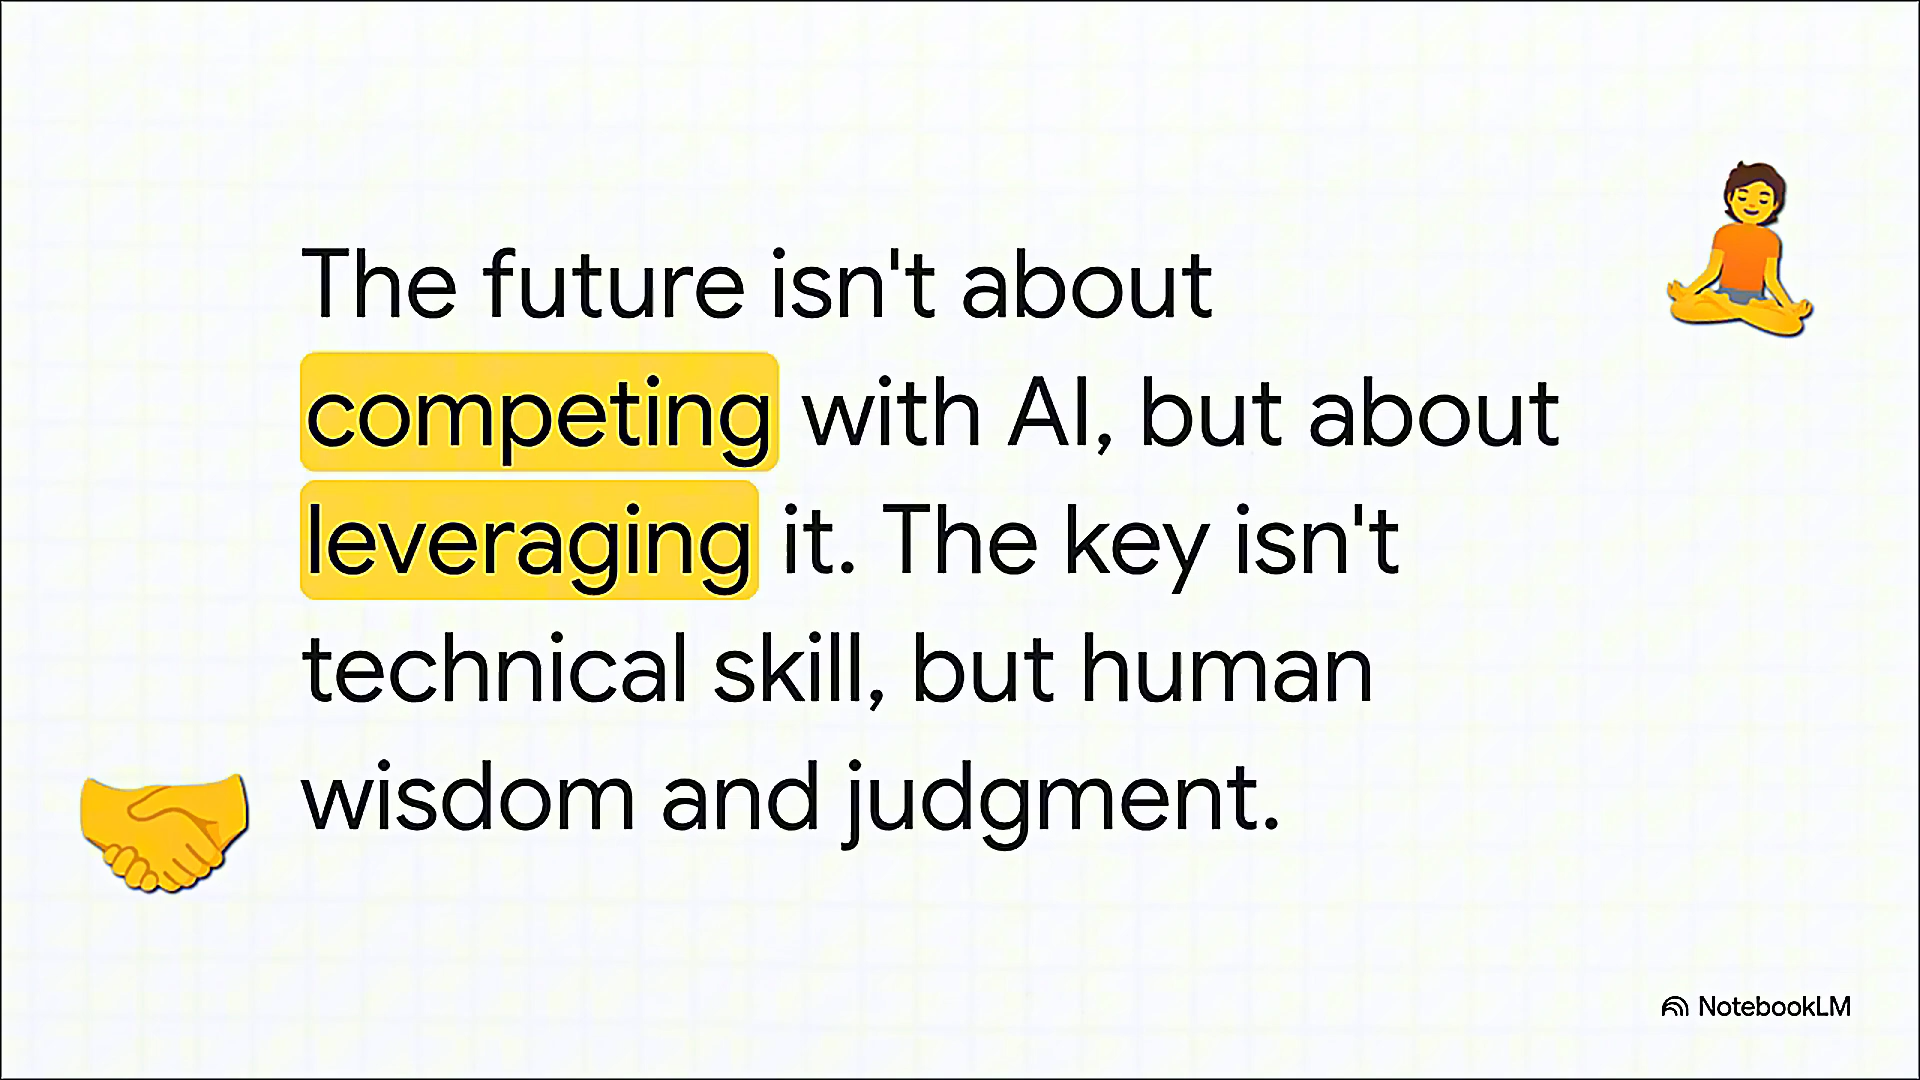 The future isn't about
competing with AI, but about
leveraging it. The key isn't
technical skill, but human
wisdom and judgment.
NotebookLM